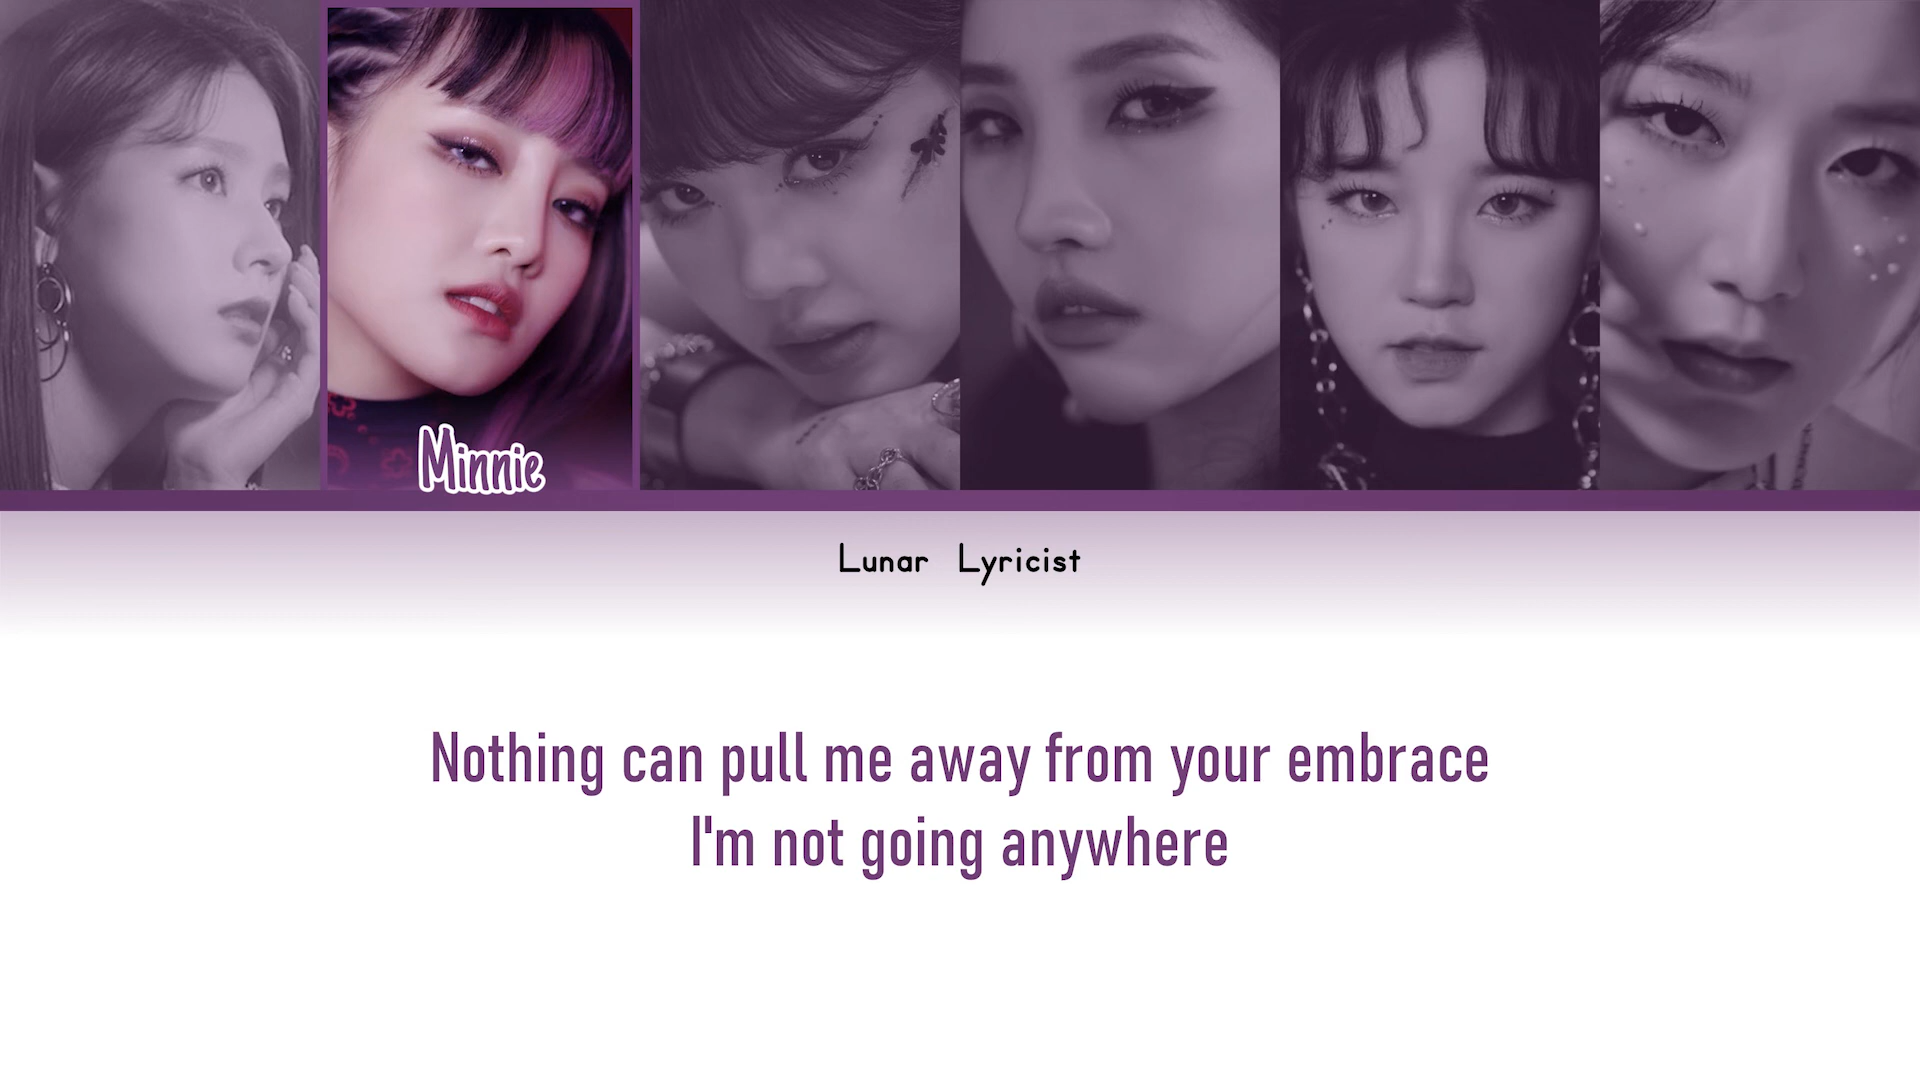 Minnie
Lunar Lyricist
Nothing can pull me away from your embrace
I'm not going anywhere